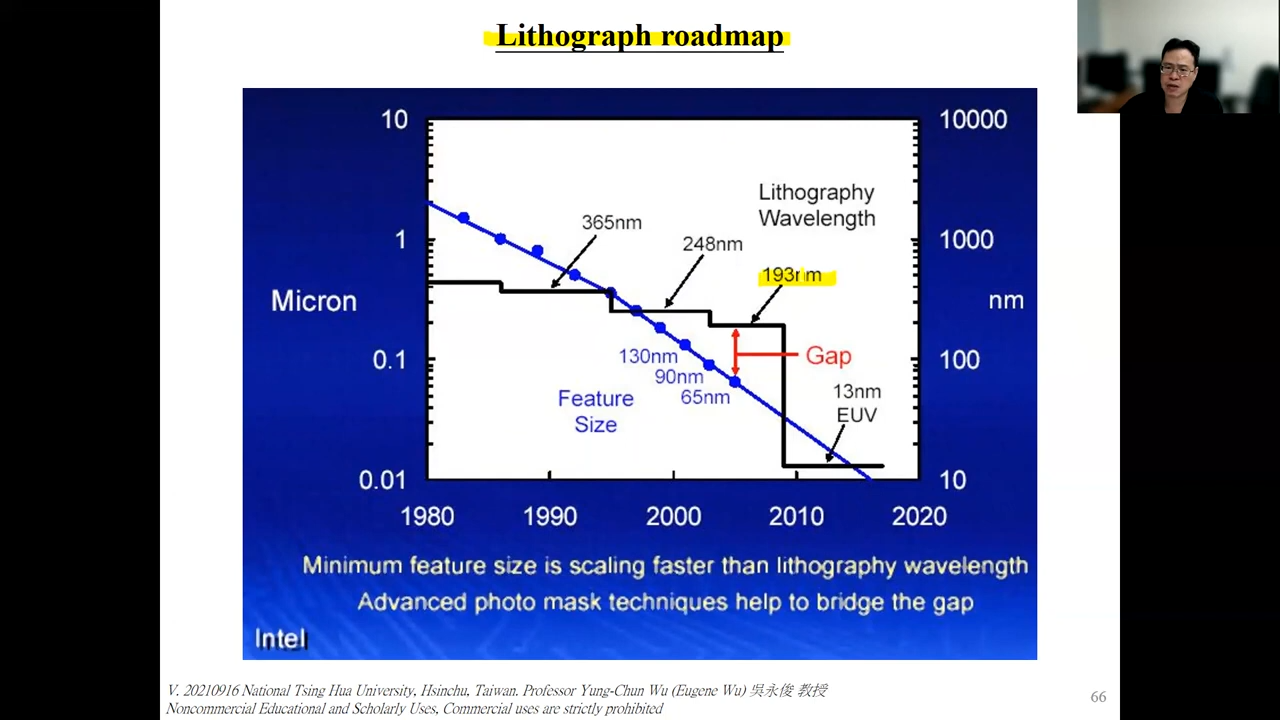 Lithograph roadmap
10
10000
Lithography
Wavelength
365nm
248nm
1
1000
193nm
Micron
nm
130nm
Gap
0.1
100
90nm
65nm
Feature
Size
13nm
EUV
0.01
10
1980
1990
2000
2010
2020
Minimum feature size is scaling faster than lithography wavelength
Advanced photo mask techniques help to bridge the gap
Intel
V. 20210916 National Tsing Hua University, Hsinchu, Taiwan. Professor Yung-Chun Wu (Eugene Wu) 吳永俊 教授
Noncommercial Educational and Scholarly Uses, Commercial uses are strictly prohibited
66